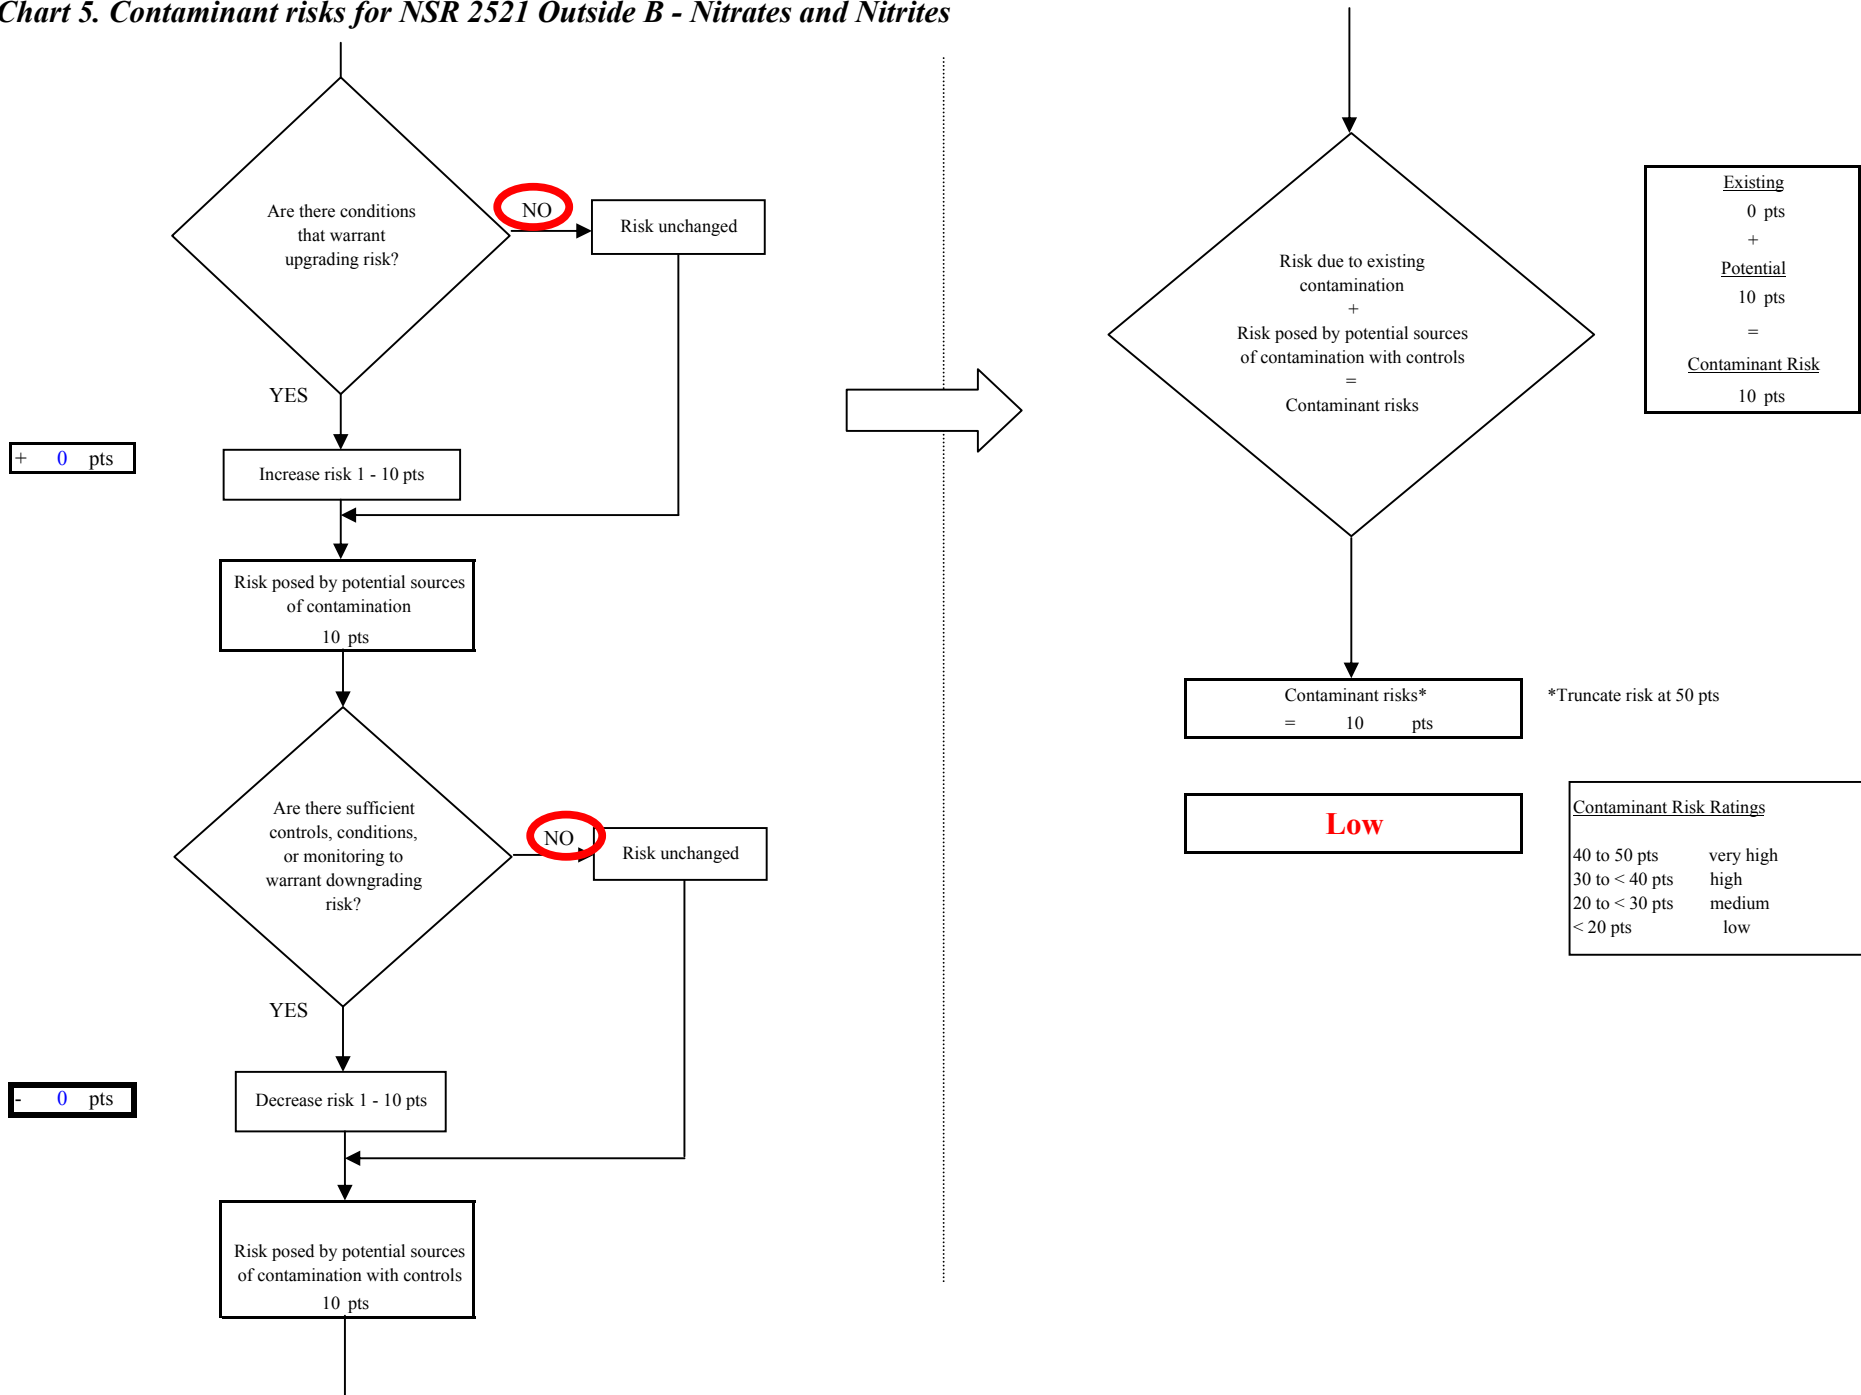 Chart 5. Contaminant risks for NSR 2521 Outside B - Nitrates and Nitrites
Are there conditions
that warrant
upgrading risk?
NO
Risk unchanged
YES
+ 0 pts
Increase risk 1 - 10 pts
Risk posed by potential sources
of contamination
10 pts
Are there sufficient
controls, conditions,
or monitoring to
warrant downgrading
risk?
NO
Risk unchanged
YES
- 0 pts
Decrease risk 1 - 10 pts
Risk posed by potential sources
of contamination with controls
10 pts
Risk due to existing
contamination
+
Risk posed by potential sources
of contamination with controls
=
Contaminant risks
Existing
0 pts
+
Potential
10 pts
=
Contaminant Risk
10 pts
Contaminant risks*
= 10 pts
*Truncate risk at 50 pts
Low
Contaminant Risk Ratings
40 to 50 pts very high
30 to < 40 pts high
20 to < 30 pts medium
< 20 pts low